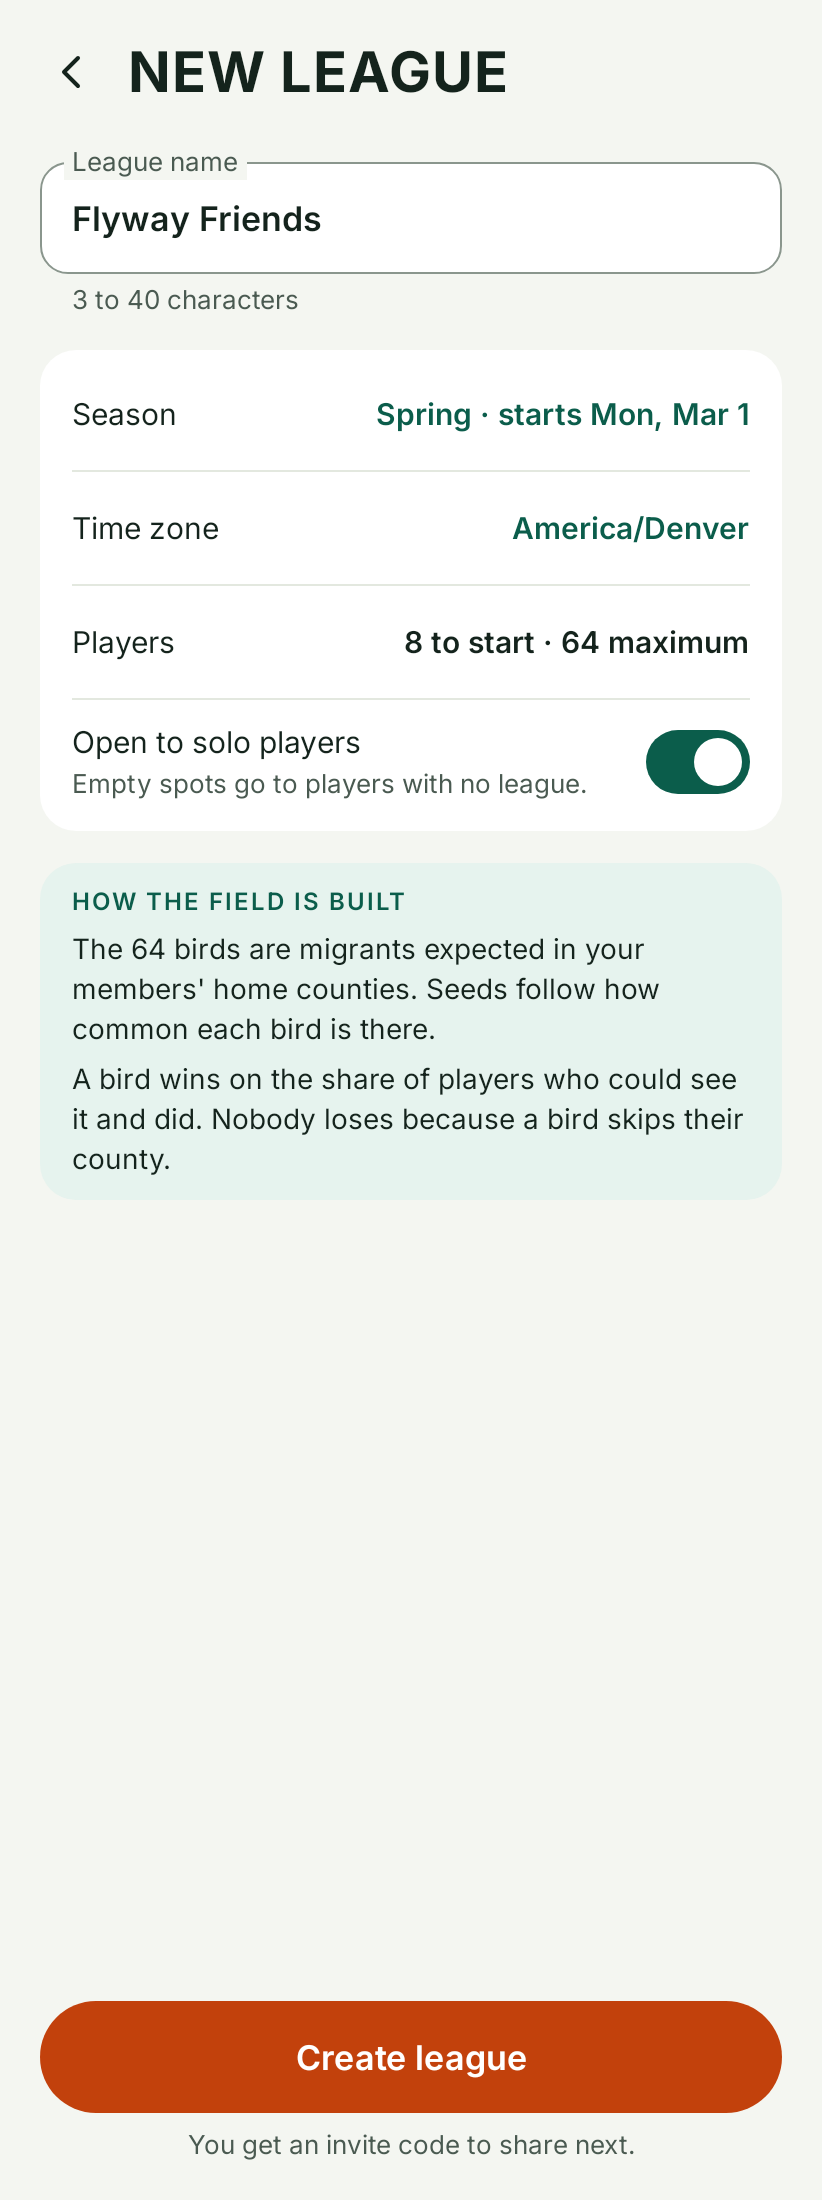 NEW LEAGUE
League name
Flyway Friends
3 to 40 characters
Season Spring · starts Mon, Mar 1
Time zone America/Denver
Players 8 to start · 64 maximum
Open to solo players
Empty spots go to players with no league.
HOW THE FIELD IS BUILT
The 64 birds are migrants expected in your
members' home counties. Seeds follow how
common each bird is there.
A bird wins on the share of players who could see
it and did. Nobody loses because a bird skips their
county.
Create league
You get an invite code to share next.